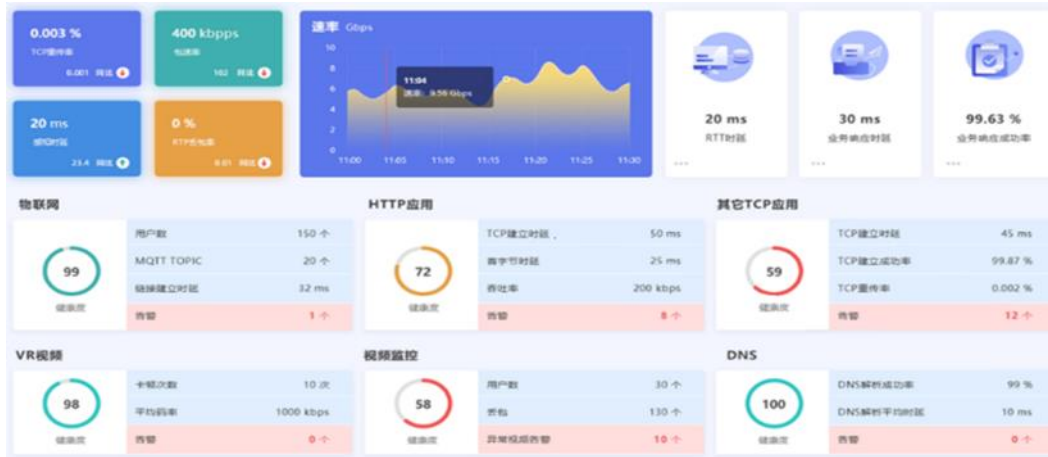 0.003 %
TCP重传率
0.001 同比
400 kbpps
包速率
102 同比
20 ms
感知时延
23.4 同比
0 %
RTP丢包率
0.01 同比
速率 Gbps
10
8
6
4
2
0
11:04
速率: 9.56 Gbps
11:00 11:05 11:10 11:15 11:20 11:25 11:30
20 ms
RTT时延
...
30 ms
业务响应时延
...
99.63 %
业务响应成功率
...
物联网
99
健康度
用户数 150 个
MQTT TOPIC 20 个
链接建立时延 32 ms
告警 1 个
HTTP应用
72
健康度
TCP建立时延 , 50 ms
首字节时延 25 ms
吞吐率 200 kbps
告警 8 个
其它TCP应用
59
健康度
TCP建立时延 45 ms
TCP建立成功率 99.87 %
TCP重传率 0.002 %
告警 12 个
VR视频
98
健康度
卡顿次数 10 次
平均码率 1000 kbps
告警 0 个
视频监控
58
健康度
用户数 30 个
丢包 130 个
异常视频告警 10 个
DNS
100
健康度
DNS解析成功率 99 %
DNS解析平均时延 10 ms
告警 0 个